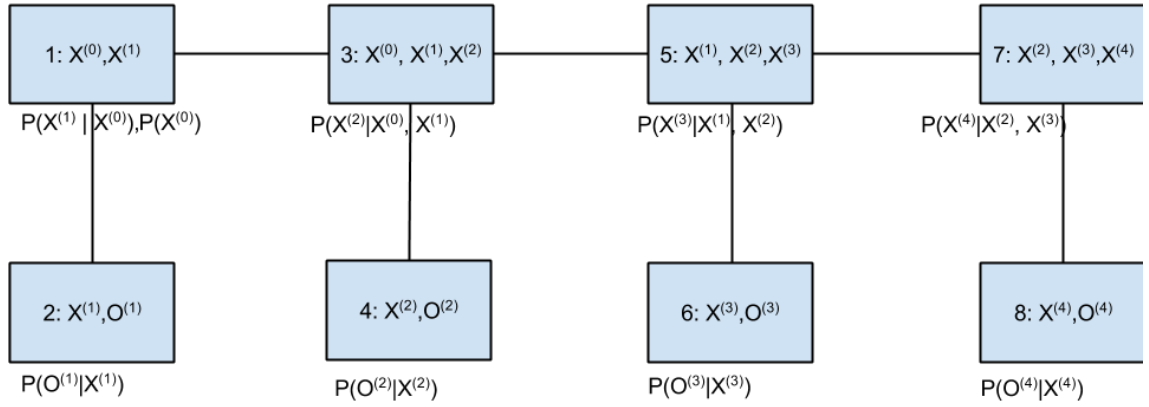 1: X⁽⁰⁾,X⁽¹⁾
3: X⁽⁰⁾, X⁽¹⁾,X⁽²⁾
5: X⁽¹⁾, X⁽²⁾,X⁽³⁾
7: X⁽²⁾, X⁽³⁾,X⁽⁴⁾
P(X⁽¹⁾ | X⁽⁰⁾),P(X⁽⁰⁾)
P(X⁽²⁾|X⁽⁰⁾, X⁽¹⁾)
P(X⁽³⁾|X⁽¹⁾, X⁽²⁾)
P(X⁽⁴⁾|X⁽²⁾, X⁽³⁾)
2: X⁽¹⁾,O⁽¹⁾
4: X⁽²⁾,O⁽²⁾
6: X⁽³⁾,O⁽³⁾
8: X⁽⁴⁾,O⁽⁴⁾
P(O⁽¹⁾|X⁽¹⁾)
P(O⁽²⁾|X⁽²⁾)
P(O⁽³⁾|X⁽³⁾)
P(O⁽⁴⁾|X⁽⁴⁾)